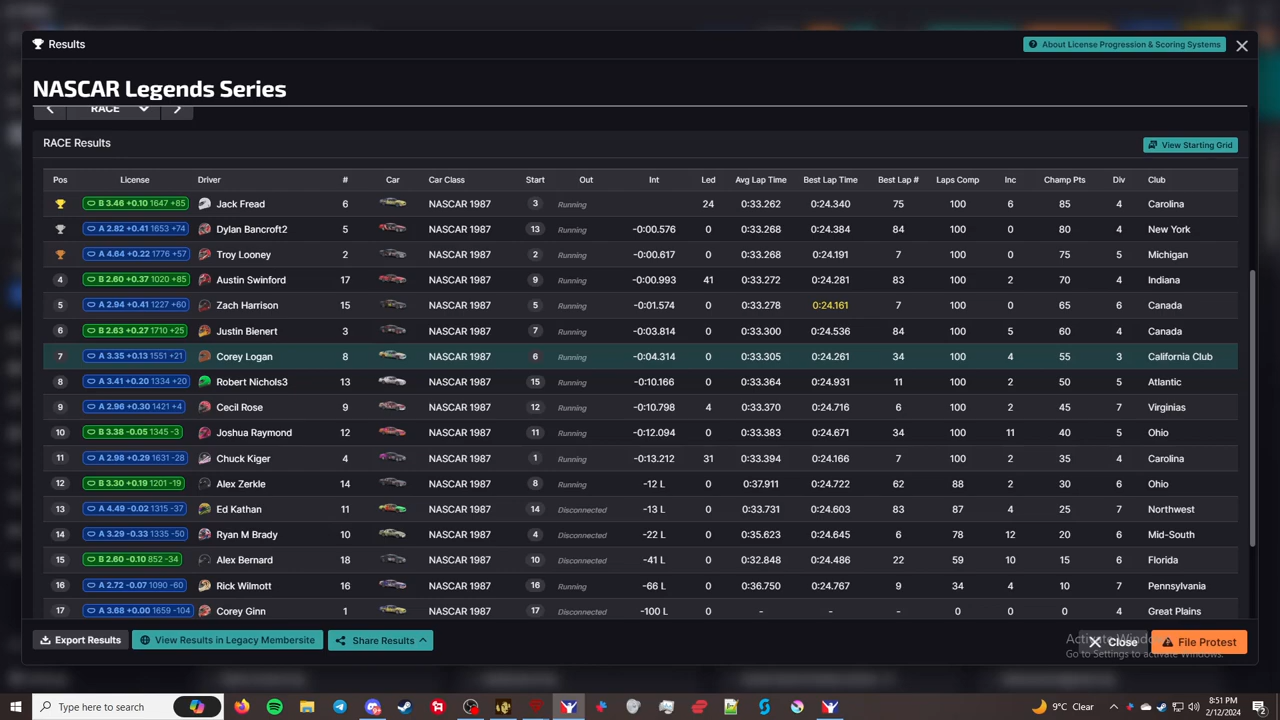 Results
About License Progression & Scoring Systems
NASCAR Legends Series
RACE
RACE Results
View Starting Grid
Pos License Driver # Car Car Class Start Out Int Led Avg Lap Time Best Lap Time Best Lap # Laps Comp Inc Champ Pts Div Club
B 3.46 +0.10 1647 +85 Jack Fread 6 NASCAR 1987 3 Running 24 0:33.262 0:24.340 75 100 6 85 4 Carolina
A 2.82 +0.41 1653 +74 Dylan Bancroft2 5 NASCAR 1987 13 Running -0:00.576 0 0:33.268 0:24.384 84 100 0 80 4 New York
A 4.64 +0.22 1776 +57 Troy Looney 2 NASCAR 1987 2 Running -0:00.617 0 0:33.268 0:24.191 7 100 0 75 5 Michigan
4 B 2.60 +0.37 1020 +85 Austin Swinford 17 NASCAR 1987 9 Running -0:00.993 41 0:33.272 0:24.281 83 100 2 70 4 Indiana
5 A 2.94 +0.41 1227 +60 Zach Harrison 15 NASCAR 1987 5 Running -0:01.574 0 0:33.278 0:24.161 7 100 0 65 6 Canada
6 B 2.63 +0.27 1710 +25 Justin Bienert 3 NASCAR 1987 7 Running -0:03.814 0 0:33.300 0:24.536 84 100 5 60 4 Canada
7 A 3.35 +0.13 1551 +21 Corey Logan 8 NASCAR 1987 6 Running -0:04.314 0 0:33.305 0:24.261 34 100 4 55 3 California Club
8 A 3.41 +0.20 1334 +20 Robert Nichols3 13 NASCAR 1987 15 Running -0:10.166 0 0:33.364 0:24.931 11 100 2 50 5 Atlantic
9 A 2.96 +0.30 1421 +4 Cecil Rose 9 NASCAR 1987 12 Running -0:10.798 4 0:33.370 0:24.716 6 100 2 45 7 Virginias
10 B 3.38 -0.05 1345 -3 Joshua Raymond 12 NASCAR 1987 11 Running -0:12.094 0 0:33.383 0:24.671 34 100 11 40 5 Ohio
11 A 2.98 +0.29 1631 -28 Chuck Kiger 4 NASCAR 1987 1 Running -0:13.212 31 0:33.394 0:24.166 7 100 2 35 4 Carolina
12 B 3.30 +0.19 1201 -19 Alex Zerkle 14 NASCAR 1987 8 Running -12 L 0 0:37.911 0:24.722 62 88 2 30 6 Ohio
13 A 4.49 -0.02 1315 -37 Ed Kathan 11 NASCAR 1987 14 Disconnected -13 L 0 0:33.731 0:24.603 83 87 4 25 7 Northwest
14 A 3.29 -0.33 1335 -50 Ryan M Brady 10 NASCAR 1987 4 Disconnected -22 L 0 0:35.623 0:24.645 6 78 12 20 6 Mid-South
15 B 2.60 -0.10 852 -34 Alex Bernard 18 NASCAR 1987 10 Disconnected -41 L 0 0:32.848 0:24.486 22 59 10 15 6 Florida
16 A 2.72 -0.07 1090 -60 Rick Wilmott 16 NASCAR 1987 16 Running -66 L 0 0:36.750 0:24.767 9 34 4 10 7 Pennsylvania
17 A 3.68 +0.00 1659 -104 Corey Ginn 1 NASCAR 1987 17 Disconnected -100 L 0 - - - 0 0 0 4 Great Plains
Export Results View Results in Legacy Membersite Share Results Close File Protest
Activate Windows
Go to Settings to activate Windows.
Type here to search
9°C Clear
8:51 PM
2/12/2024
2